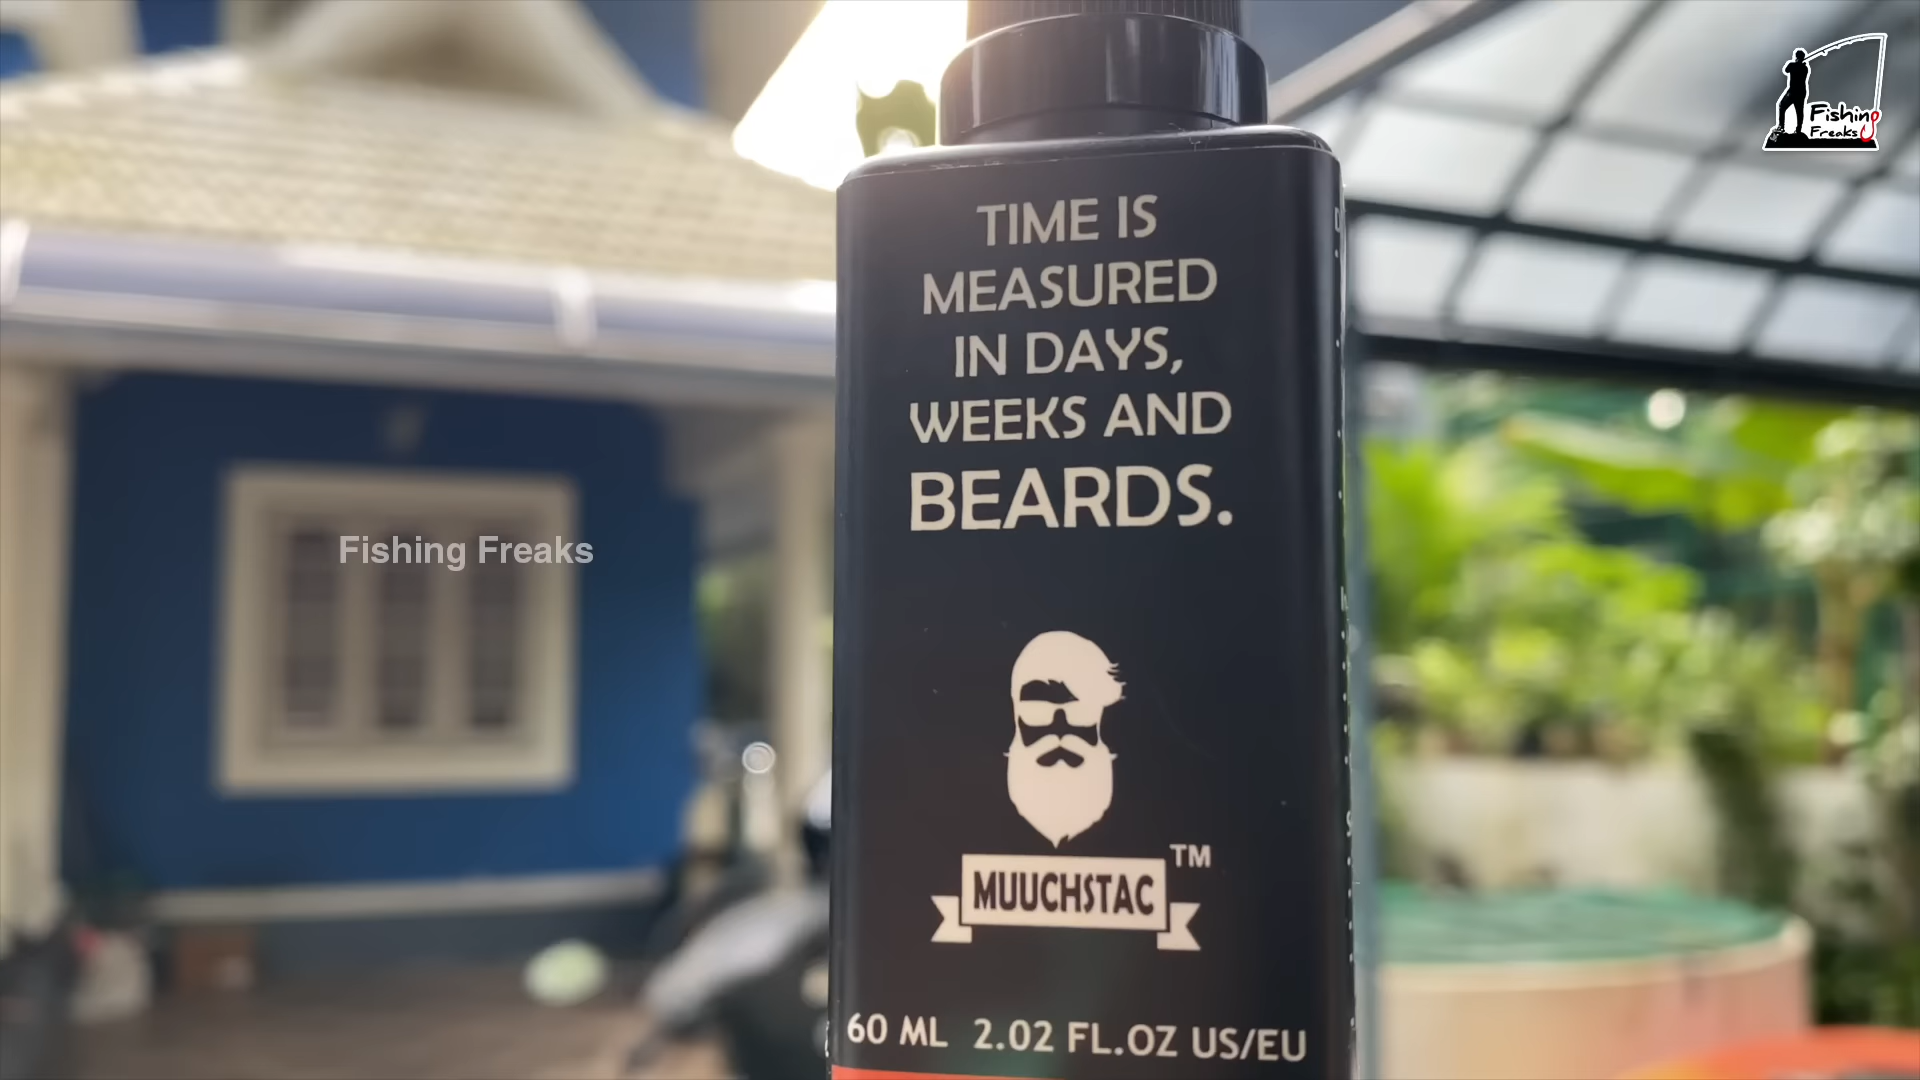 Fishing
Freaks
TIME IS
MEASURED
IN DAYS,
WEEKS AND
BEARDS.
Fishing Freaks
TM
MUUCHSTAC
60 ML 2.02 FL.OZ US/EU